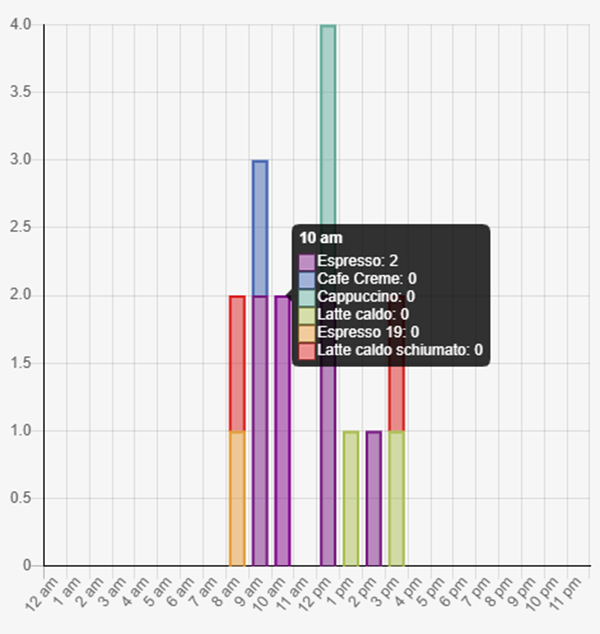 4.0
3.5
3.0
2.5
2.0
1.5
1.0
0.5
0
10 am
Espresso: 2
Cafe Creme: 0
Cappuccino: 0
Latte caldo: 0
Espresso 19: 0
Latte caldo schiumato: 0
12 am 1 am 2 am 3 am 4 am 5 am 6 am 7 am 8 am 9 am 10 am 11 am 12 pm 1 pm 2 pm 3 pm 4 pm 5 pm 6 pm 7 pm 8 pm 9 pm 10 pm 11 pm